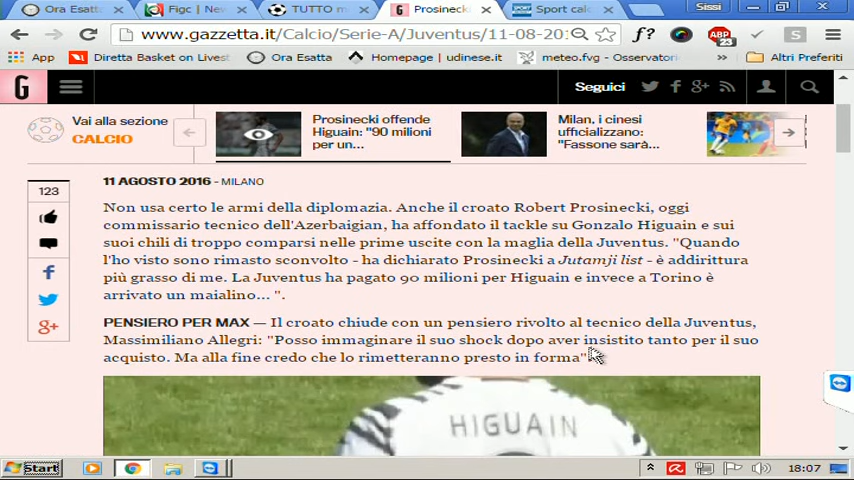 Ora Esatta
Figc | Nev
TUTTO m
Prosinecki
Sport calc
Sissi
www.gazzetta.it/Calcio/Serie-A/Juventus/11-08-20
f?
ABP
23
S
App
Diretta Basket on Livest
Ora Esatta
Homepage | udinese.it
meteo.fvg - Osservatori
Altri Preferiti
G
Seguici
Vai alla sezione
CALCIO
Prosinecki offende
Higuain: "90 milioni
per un...
Milan, i cinesi
ufficializzano:
"Fassone sarà...
123
11 AGOSTO 2016 - MILANO
Non usa certo le armi della diplomazia. Anche il croato Robert Prosinecki, oggi
commissario tecnico dell'Azerbaigian, ha affondato il tackle su Gonzalo Higuain e sui
suoi chili di troppo comparsi nelle prime uscite con la maglia della Juventus. "Quando
l'ho visto sono rimasto sconvolto - ha dichiarato Prosinecki a Jutamji list - è addirittura
più grasso di me. La Juventus ha pagato 90 milioni per Higuain e invece a Torino è
arrivato un maialino... ".
PENSIERO PER MAX — Il croato chiude con un pensiero rivolto al tecnico della Juventus,
Massimiliano Allegri: "Posso immaginare il suo shock dopo aver insistito tanto per il suo
acquisto. Ma alla fine credo che lo rimetteranno presto in forma"
HIGUAIN
Start
18:07